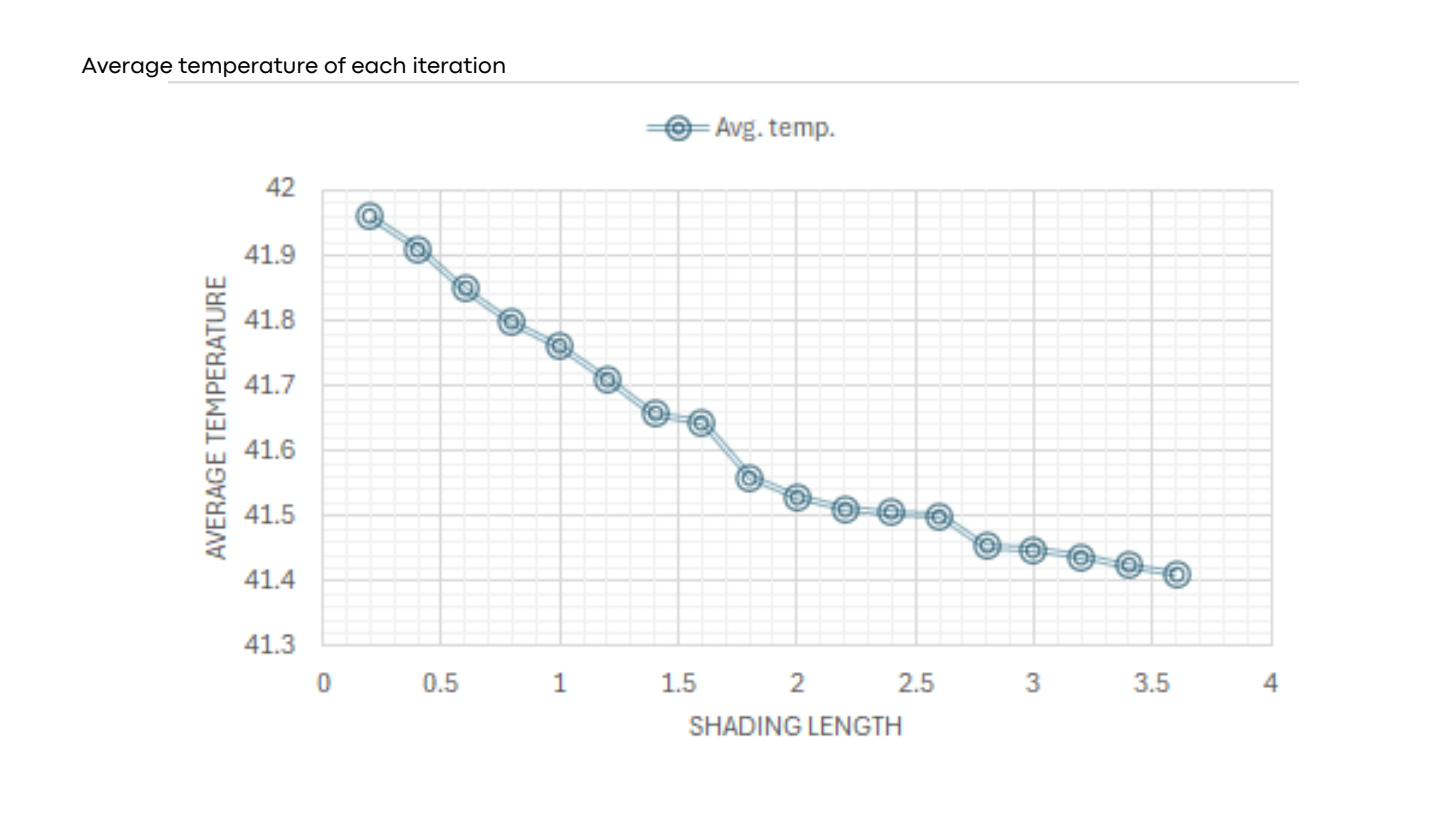 Average temperature of each iteration
Avg. temp.
42
41.9
41.8
41.7
41.6
41.5
41.4
41.3
AVERAGE TEMPERATURE
0 0.5 1 1.5 2 2.5 3 3.5 4
SHADING LENGTH